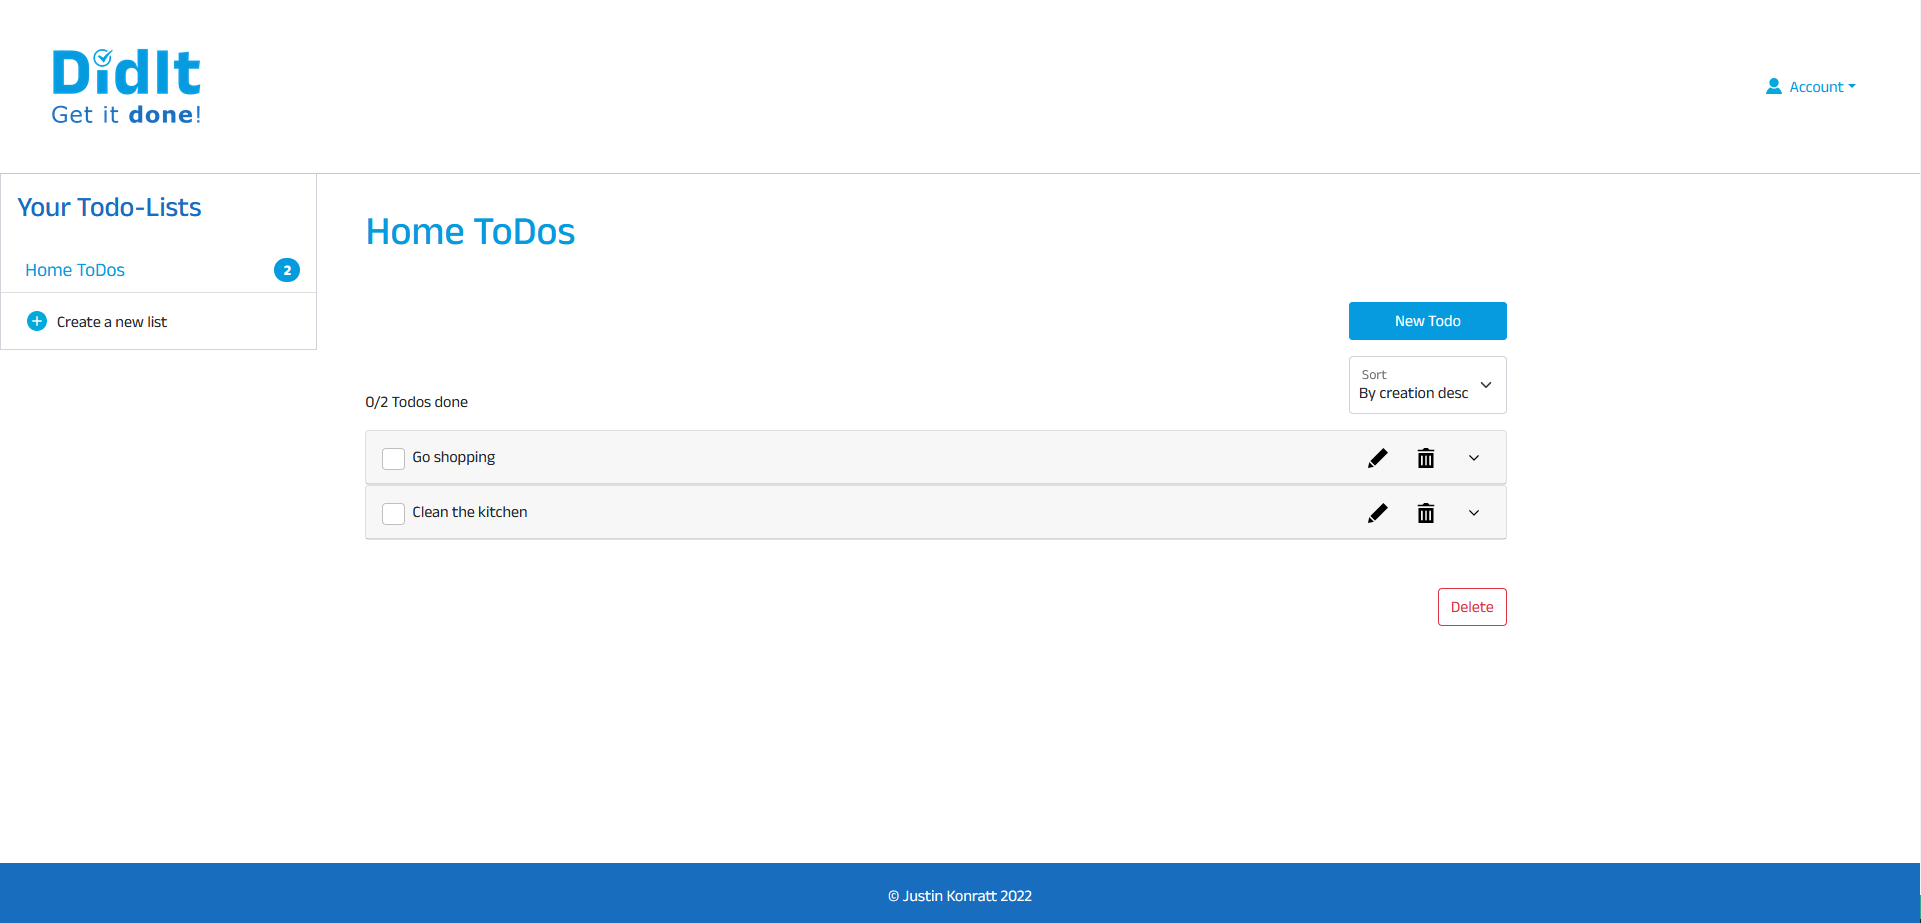 DidIt
Get it done!
Account
Your Todo-Lists
Home ToDos
2
Create a new list
Home ToDos
New Todo
Sort
By creation desc
0/2 Todos done
Go shopping
Clean the kitchen
Delete
© Justin Konratt 2022